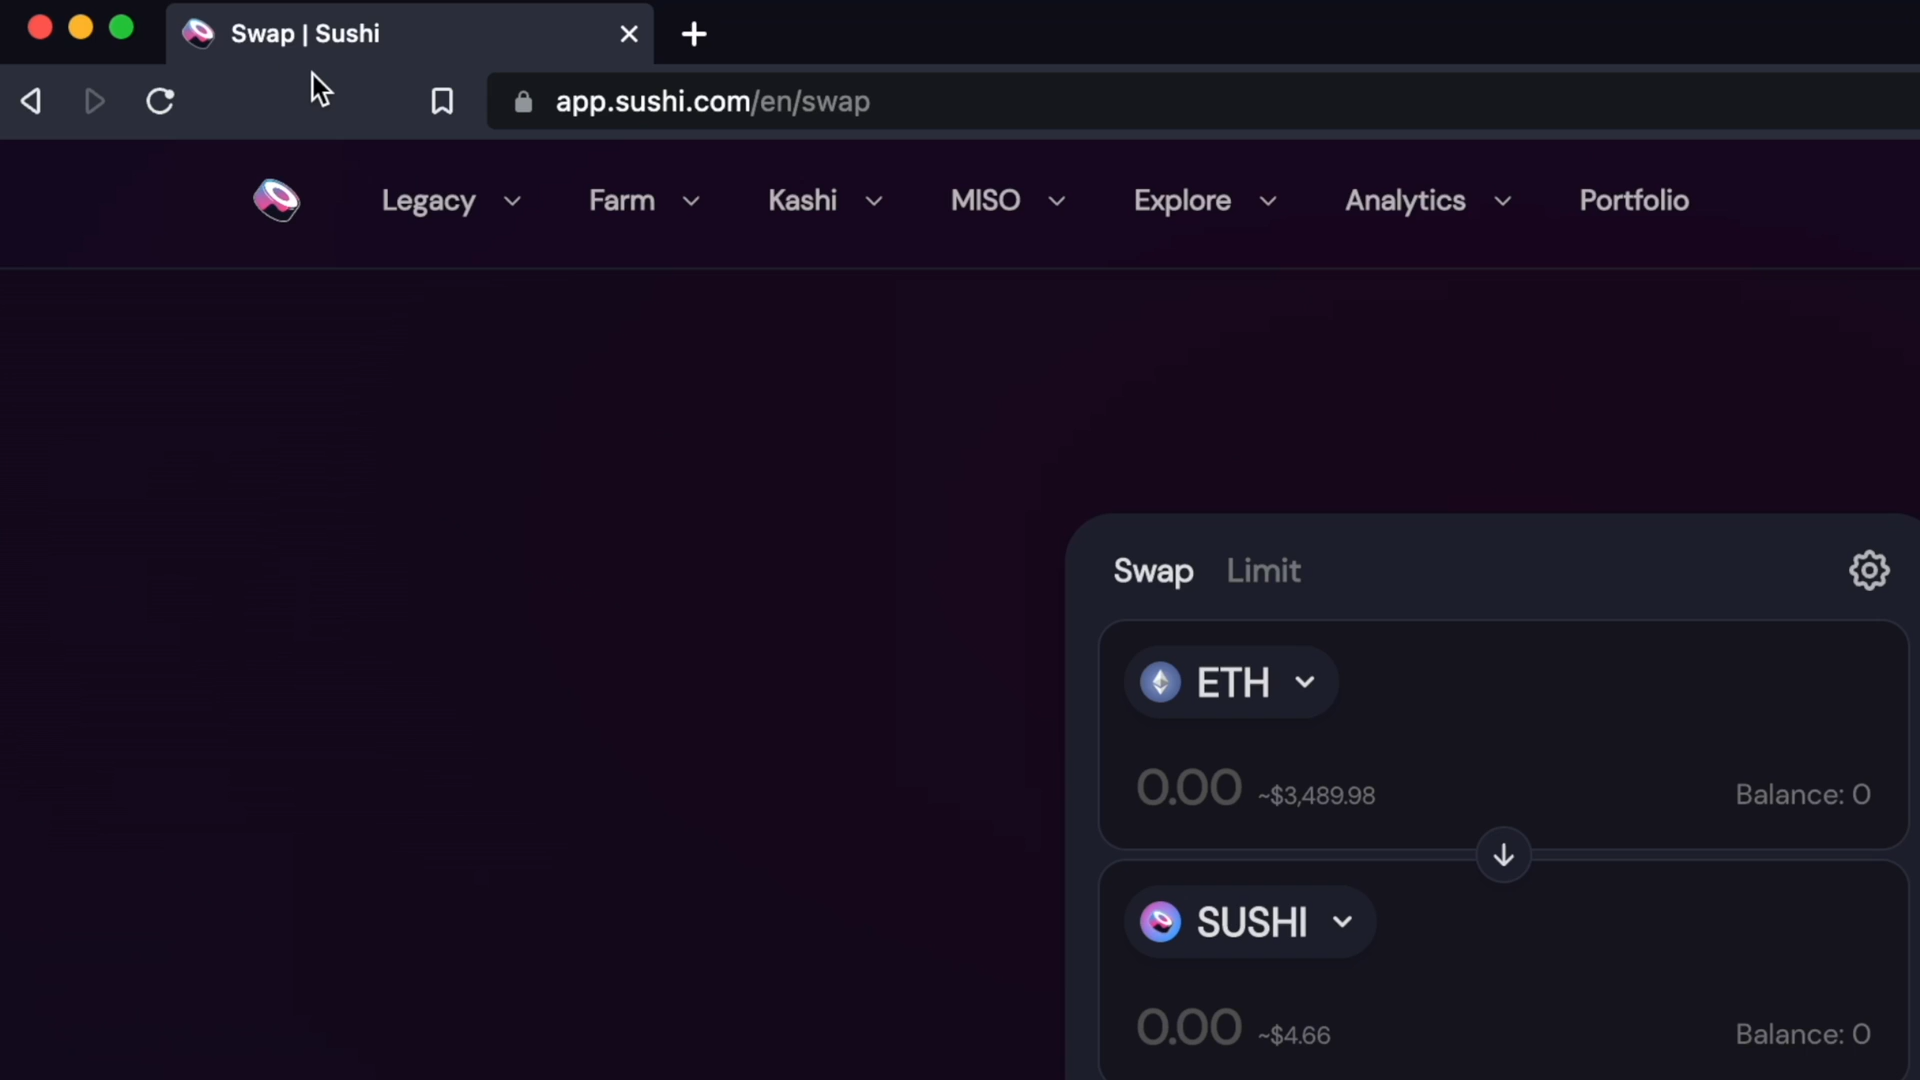 Swap | Sushi
app.sushi.com/en/swap
Legacy Farm Kashi MISO Explore Analytics Portfolio
Swap Limit
ETH
0.00 ~$3,489.98 Balance: 0
SUSHI
0.00 ~$4.66 Balance: 0